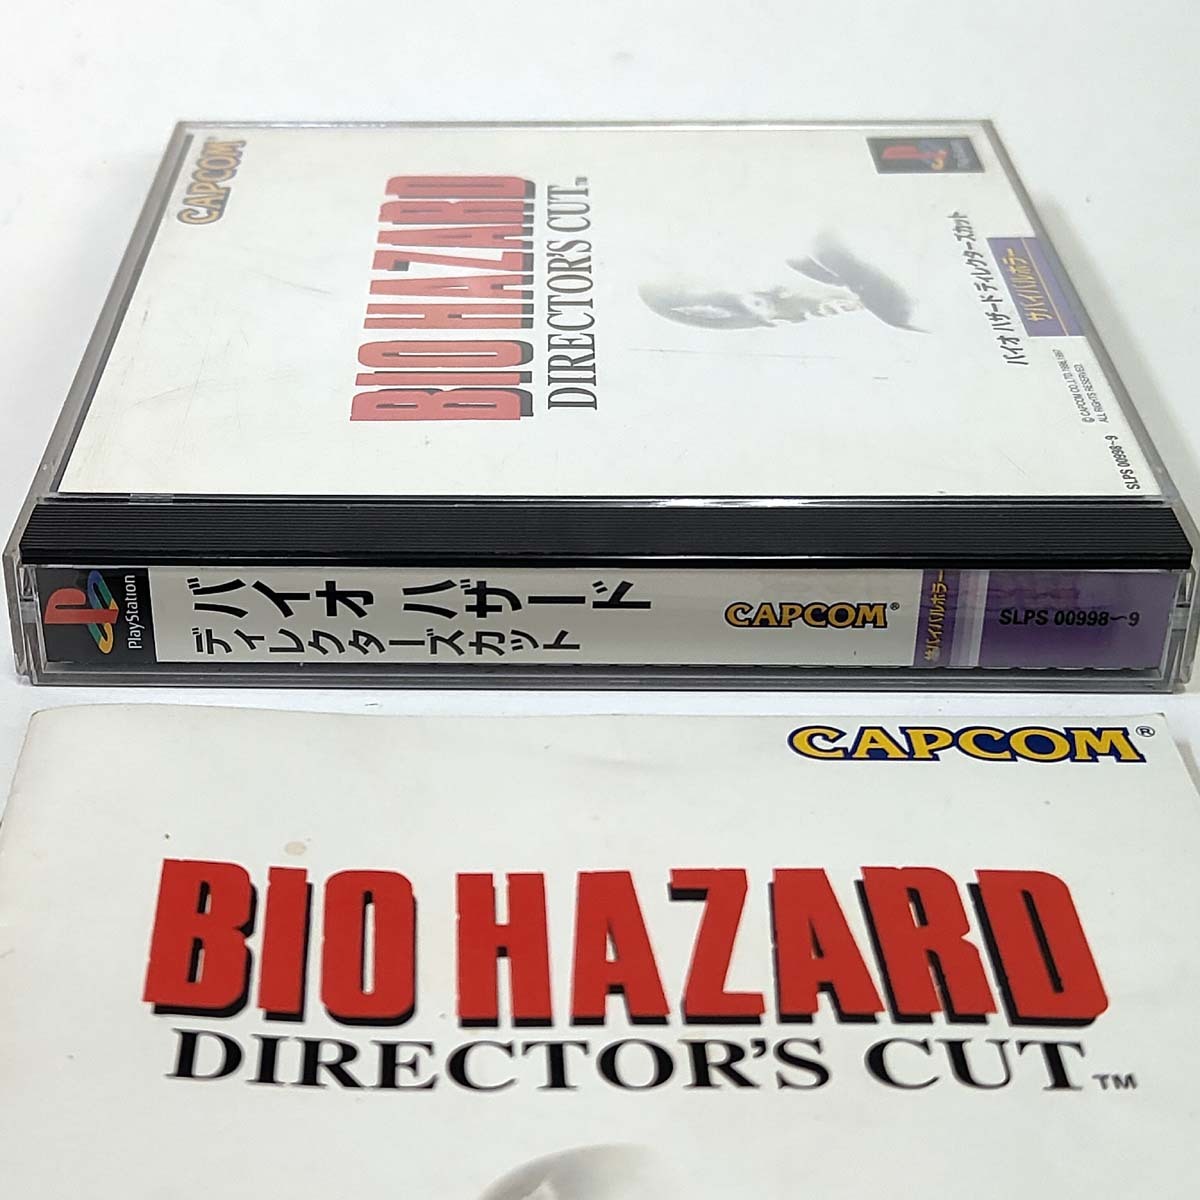 CAPCOM®
BIO HAZARD
DIRECTOR'S CUT™
バイオ ハザード ディレクターズカット
サバイバルホラー
© CAPCOM CO.,LTD. 1996,1997
ALL RIGHTS RESERVED.
SLPS 00998~9
PlayStation
バイオ ハザード
ディレクターズカット
CAPCOM®
サバイバルホラー
SLPS 00998~9
CAPCOM®
BIO HAZARD
DIRECTOR'S CUT™